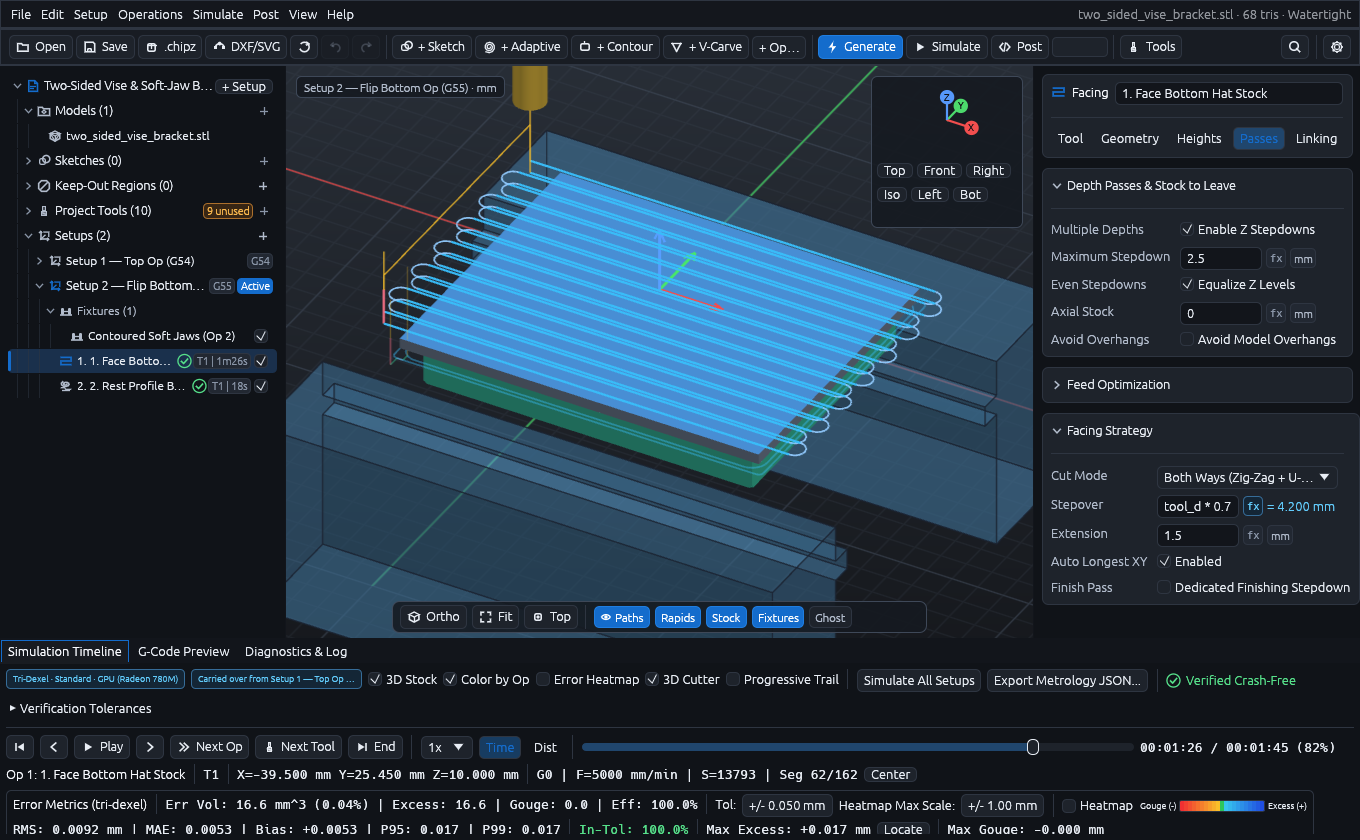 File Edit Setup Operations Simulate Post View Help two_sided_vise_bracket.stl · 68 tris · Watertight
Open Save .chipz DXF/SVG + Sketch + Adaptive + Contour + V-Carve + Op... Generate Simulate Post Tools
Two-Sided Vise & Soft-Jaw B... + Setup
Models (1) +
two_sided_vise_bracket.stl
Sketches (0) +
Keep-Out Regions (0) +
Project Tools (10) 9 unused +
Setups (2) +
Setup 1 — Top Op (G54) G54
Setup 2 — Flip Bottom... G55 Active
Fixtures (1)
Contoured Soft Jaws (Op 2)
1. 1. Face Botto... T1 | 1m26s
2. 2. Rest Profile B... T1 | 18s
Setup 2 — Flip Bottom Op (G55) · mm
Z
Y
X
Top Front Right
Iso Left Bot
Ortho Fit Top Paths Rapids Stock Fixtures Ghost
Facing 1. Face Bottom Hat Stock
Tool Geometry Heights Passes Linking
Depth Passes & Stock to Leave
Multiple Depths Enable Z Stepdowns
Maximum Stepdown 2.5 fx mm
Even Stepdowns Equalize Z Levels
Axial Stock 0 fx mm
Avoid Overhangs Avoid Model Overhangs
Feed Optimization
Facing Strategy
Cut Mode Both Ways (Zig-Zag + U-...
Stepover tool_d * 0.7 fx = 4.200 mm
Extension 1.5 fx mm
Auto Longest XY Enabled
Finish Pass Dedicated Finishing Stepdown
Simulation Timeline G-Code Preview Diagnostics & Log
Tri-Dexel · Standard · GPU (Radeon 780M) Carried over from Setup 1 — Top Op ... 3D Stock Color by Op Error Heatmap 3D Cutter Progressive Trail Simulate All Setups Export Metrology JSON... Verified Crash-Free
Verification Tolerances
Play Next Op Next Tool End 1x Time Dist 00:01:26 / 00:01:45 (82%)
Op 1: 1. Face Bottom Hat Stock T1 X=-39.500 mm Y=25.450 mm Z=10.000 mm G0 | F=5000 mm/min | S=13793 | Seg 62/162 Center
Error Metrics (tri-dexel) Err Vol: 16.6 mm^3 (0.04%) | Excess: 16.6 | Gouge: 0.0 | Eff: 100.0% Tol: +/- 0.050 mm Heatmap Max Scale: +/- 1.00 mm Heatmap Gouge (-) Excess (+)
RMS: 0.0092 mm | MAE: 0.0053 | Bias: +0.0053 | P95: 0.017 | P99: 0.017 In-Tol: 100.0% Max Excess: +0.017 mm Locate Max Gouge: -0.000 mm